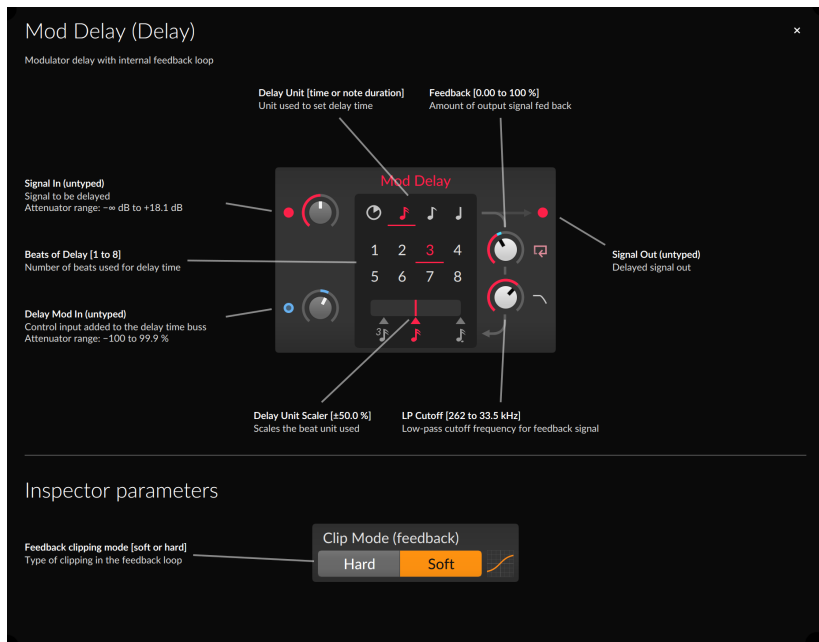 Mod Delay (Delay)
×
Modulator delay with internal feedback loop
Delay Unit [time or note duration]
Unit used to set delay time
Feedback [0.00 to 100 %]
Amount of output signal fed back
Signal In (untyped)
Signal to be delayed
Attenuator range: −∞ dB to +18.1 dB
Mod Delay
Beats of Delay [1 to 8]
Number of beats used for delay time
1 2 3 4
5 6 7 8
Signal Out (untyped)
Delayed signal out
Delay Mod In (untyped)
Control input added to the delay time buss
Attenuator range: −100 to 99.9 %
3
Delay Unit Scaler [±50.0 %]
Scales the beat unit used
LP Cutoff [262 to 33.5 kHz]
Low-pass cutoff frequency for feedback signal
Inspector parameters
Feedback clipping mode [soft or hard]
Type of clipping in the feedback loop
Clip Mode (feedback)
Hard Soft